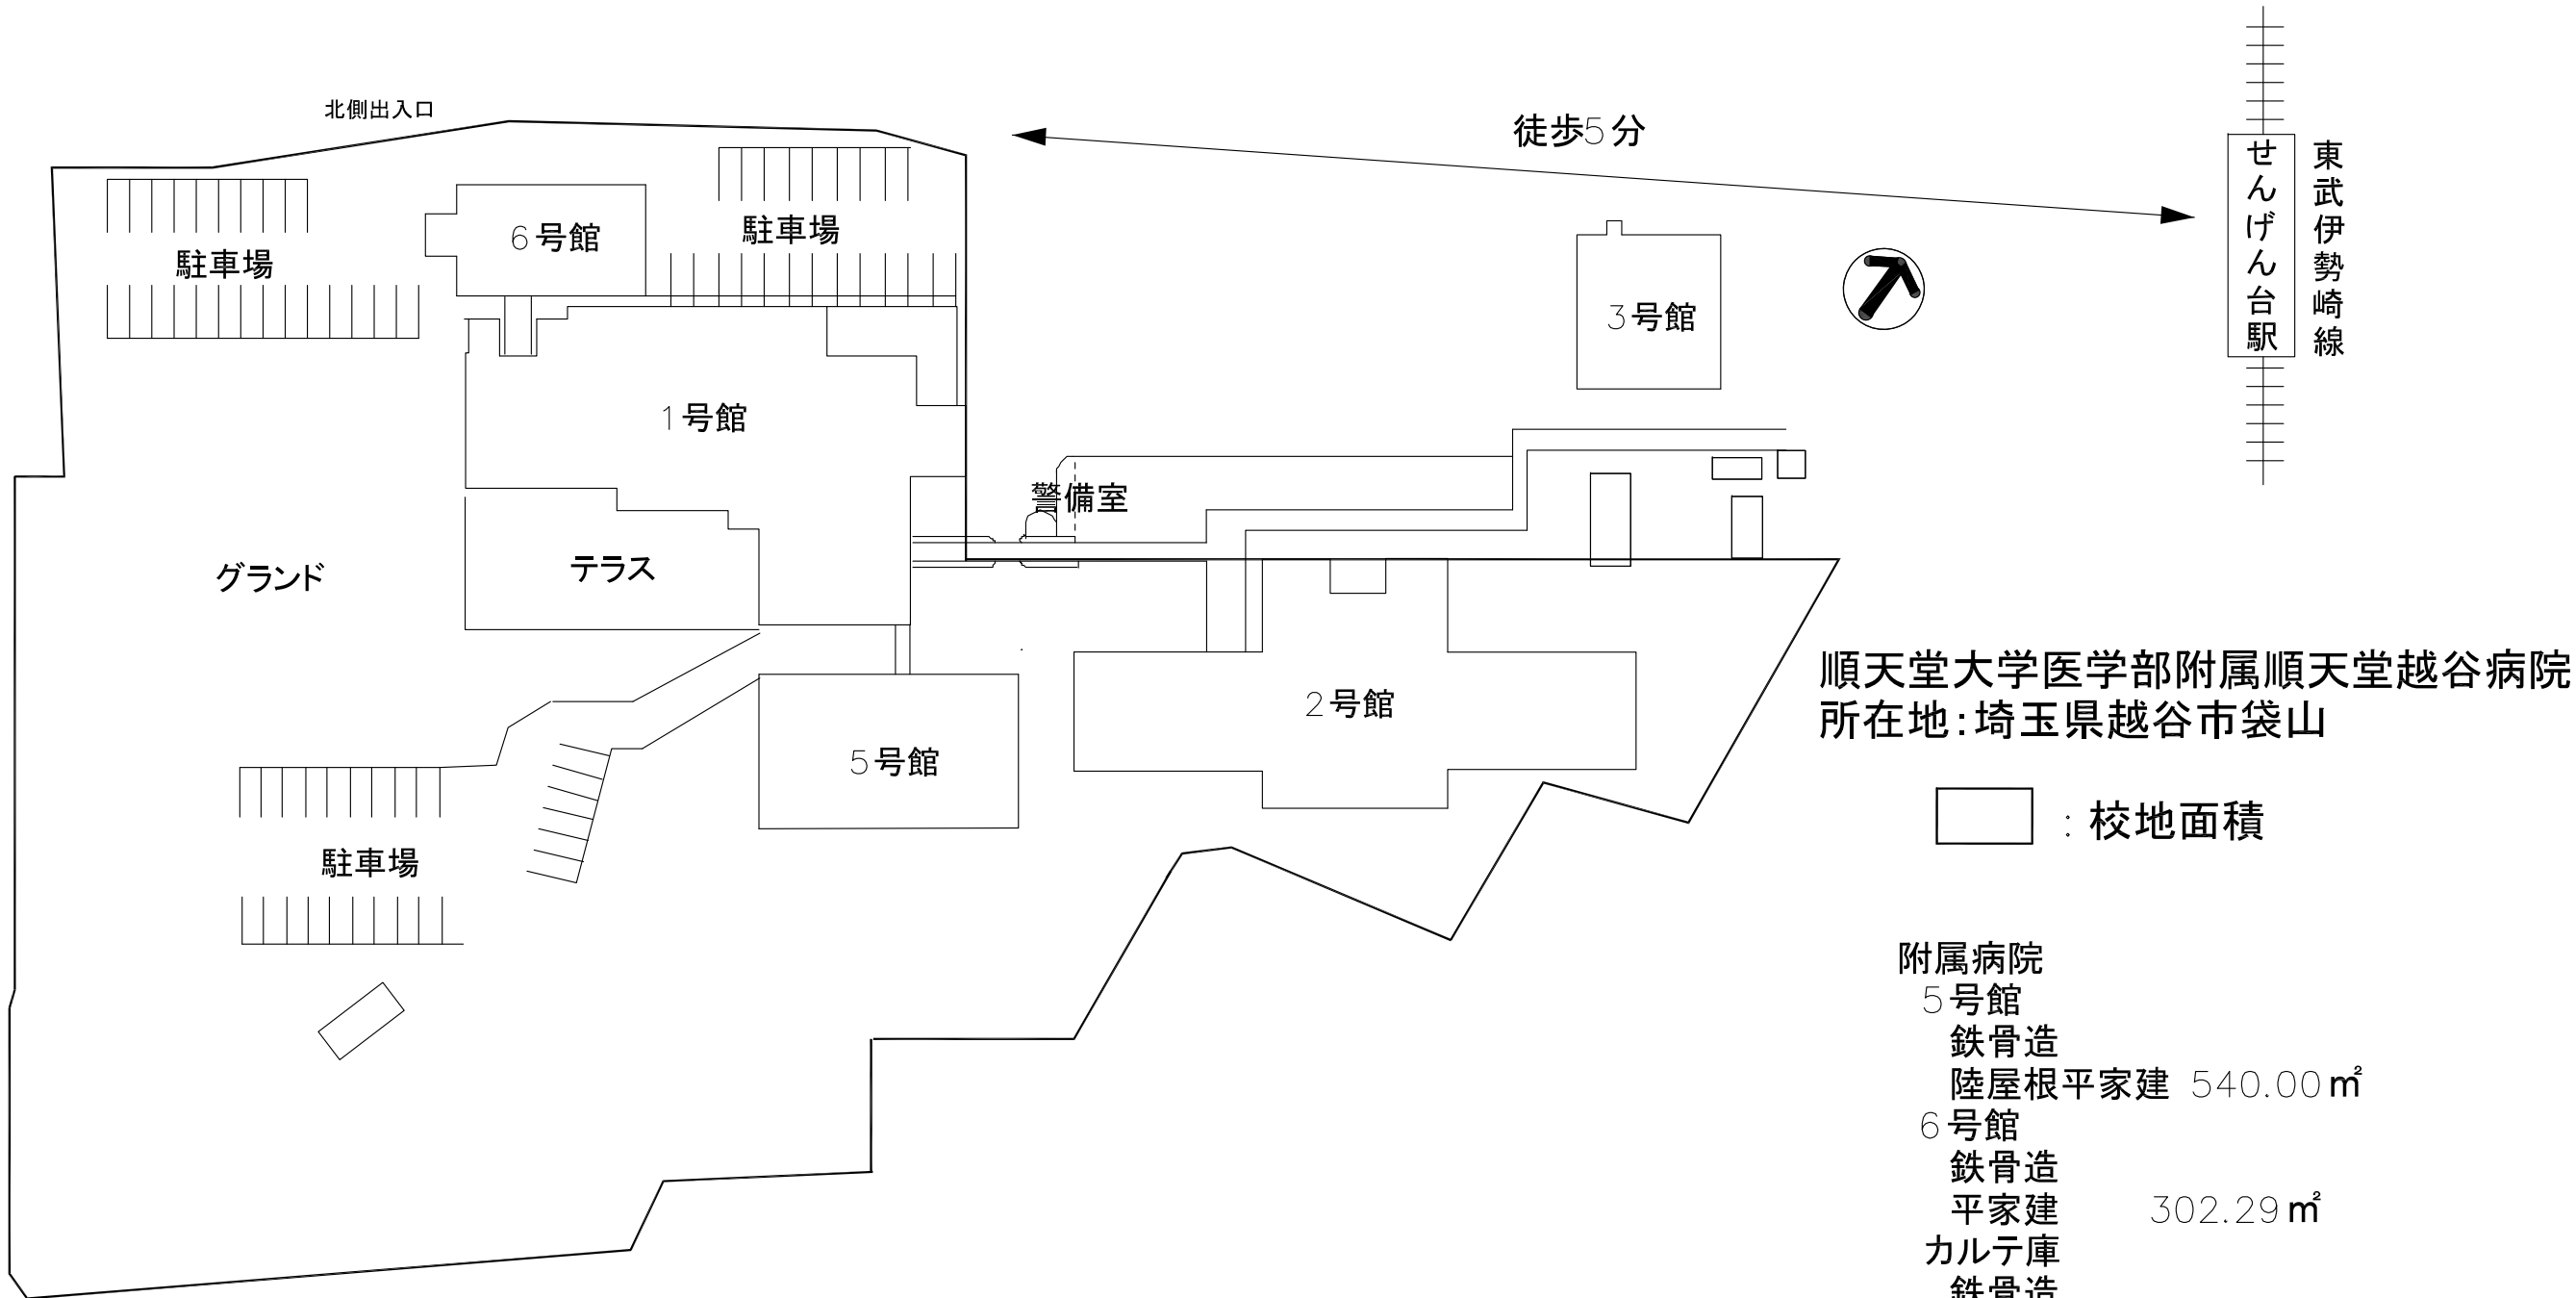 北側出入口
徒歩5分
せんげん台駅
東武伊勢崎線
6号館
駐車場
駐車場
3号館
1号館
警備室
グランド
テラス
順天堂大学医学部附属順天堂越谷病院
所在地:埼玉県越谷市袋山
2号館
5号館
: 校地面積
駐車場
附属病院
5号館
鉄骨造
陸屋根平家建 540.00㎡
6号館
鉄骨造
平家建 302.29㎡
カルテ庫
鉄骨造